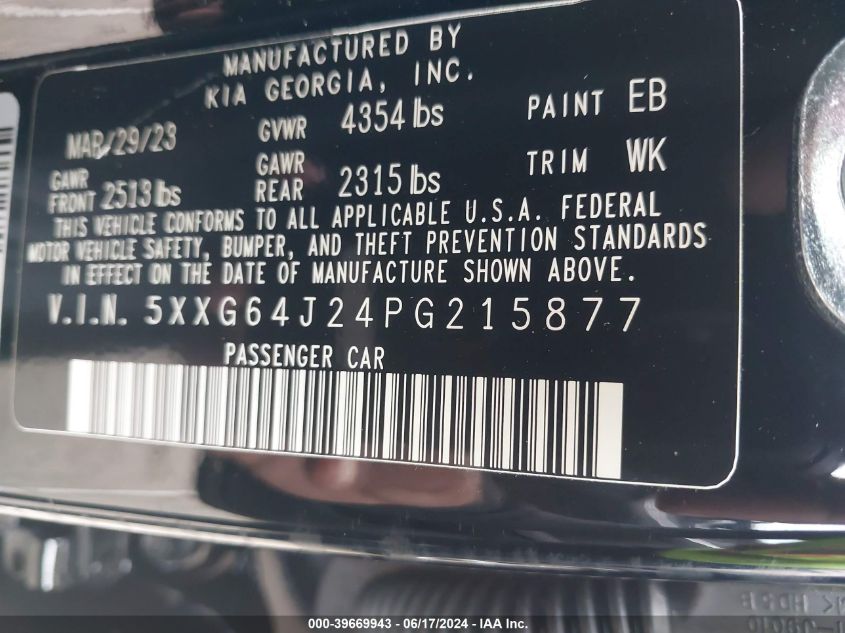 MANUFACTURED BY
KIA GEORGIA, INC.
MAR/29/23 GVWR 4354 lbs PAINT EB
GAWR FRONT 2513 lbs GAWR REAR 2315 lbs TRIM WK
THIS VEHICLE CONFORMS TO ALL APPLICABLE U.S.A. FEDERAL
MOTOR VEHICLE SAFETY, BUMPER, AND THEFT PREVENTION STANDARDS
IN EFFECT ON THE DATE OF MANUFACTURE SHOWN ABOVE.
V.I.N. 5XXG64J24PG215877
PASSENGER CAR
000-39669943 - 06/17/2024 - IAA Inc.